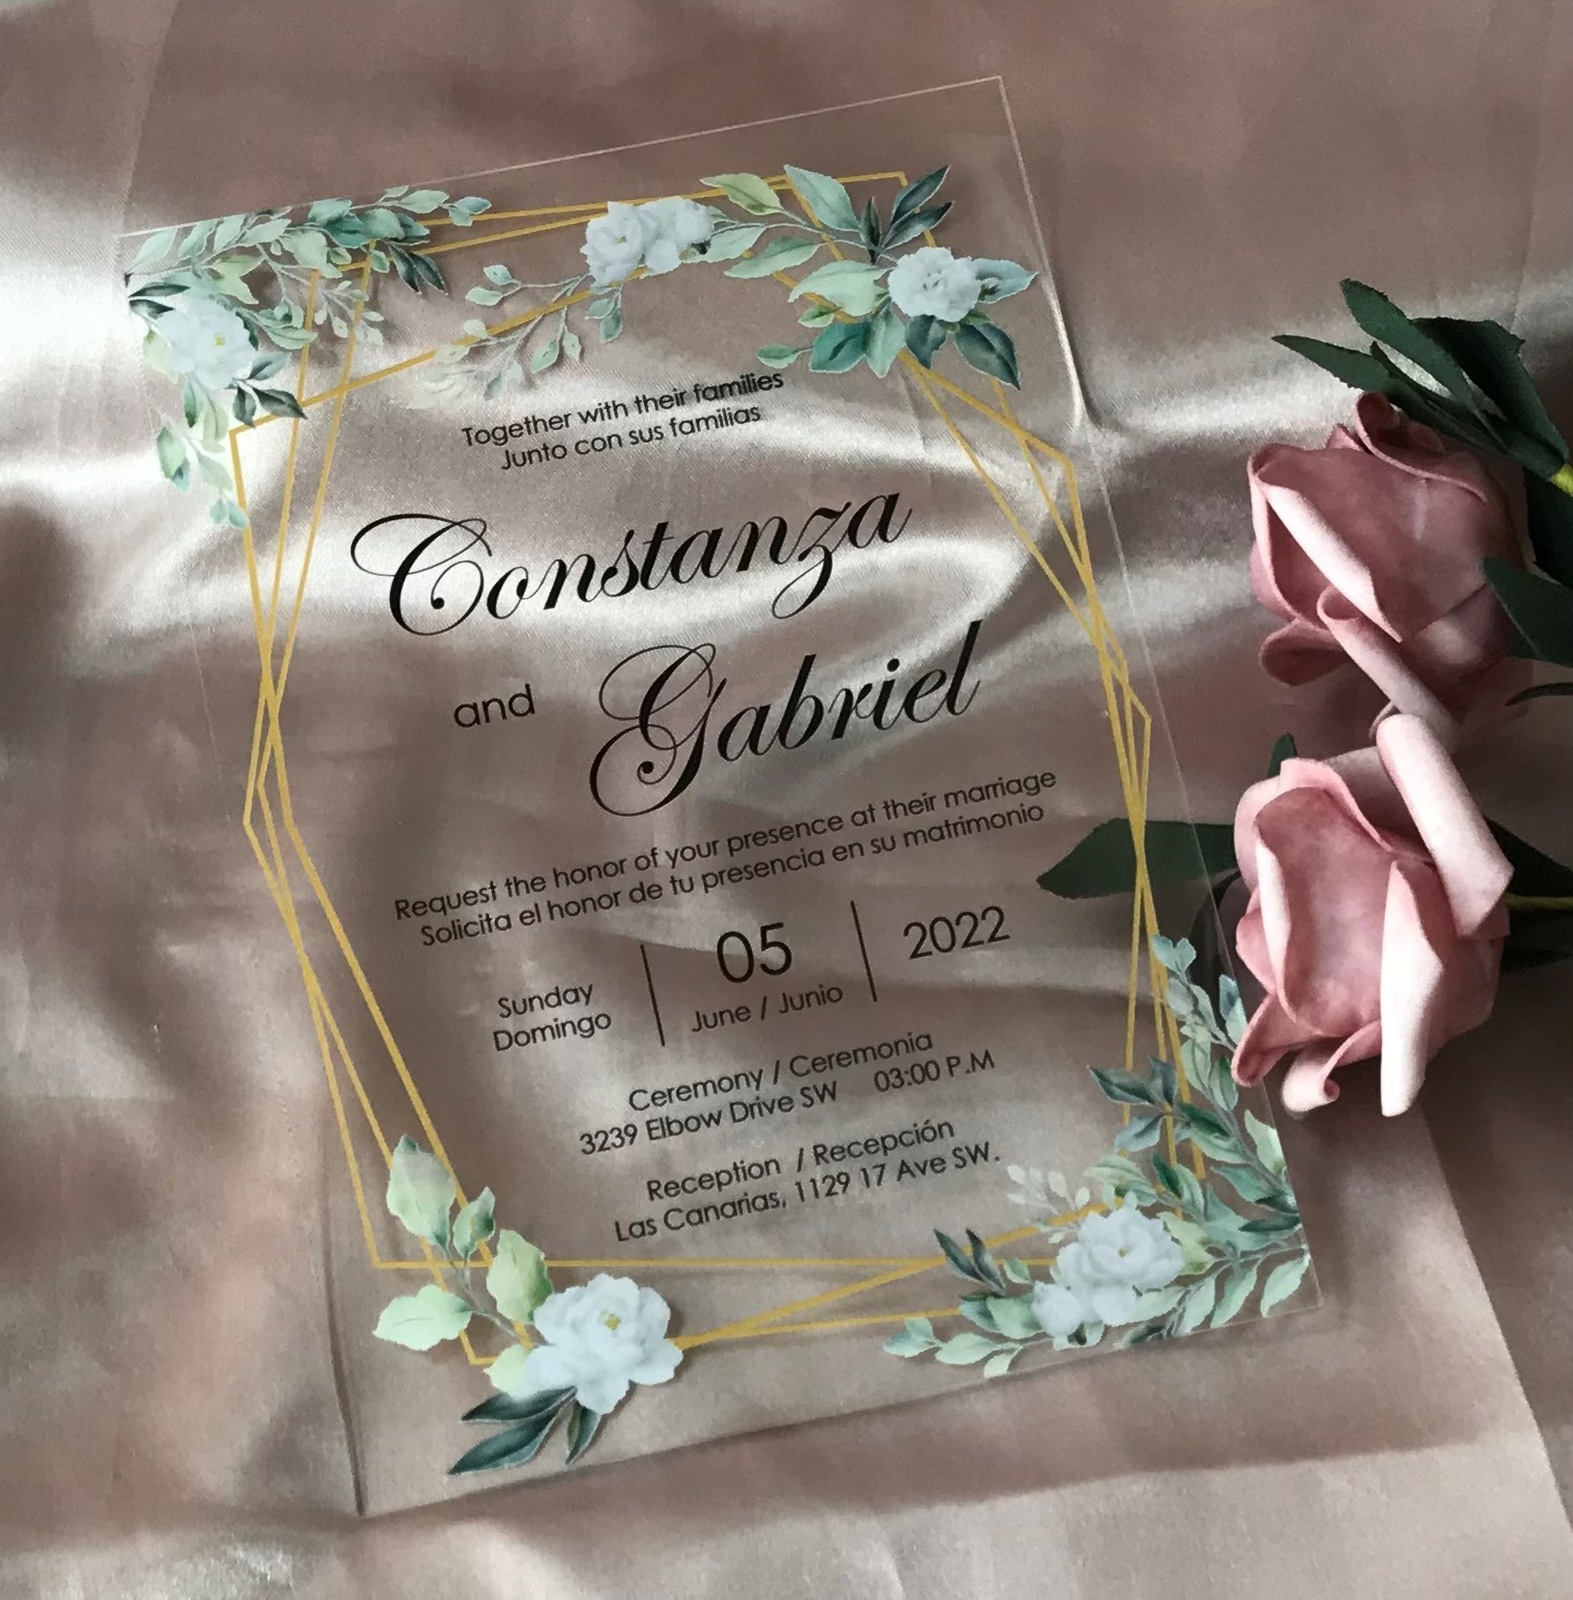 Together with their families
Junto con sus familias
Constanza
and Gabriel
Request the honor of your presence at their marriage
Solicita el honor de tu presencia en su matrimonio
Sunday
Domingo
05
June / Junio
2022
Ceremony / Ceremonia
3239 Elbow Drive SW 03:00 P.M
Reception / Recepción
Las Canarias, 1129 17 Ave SW.